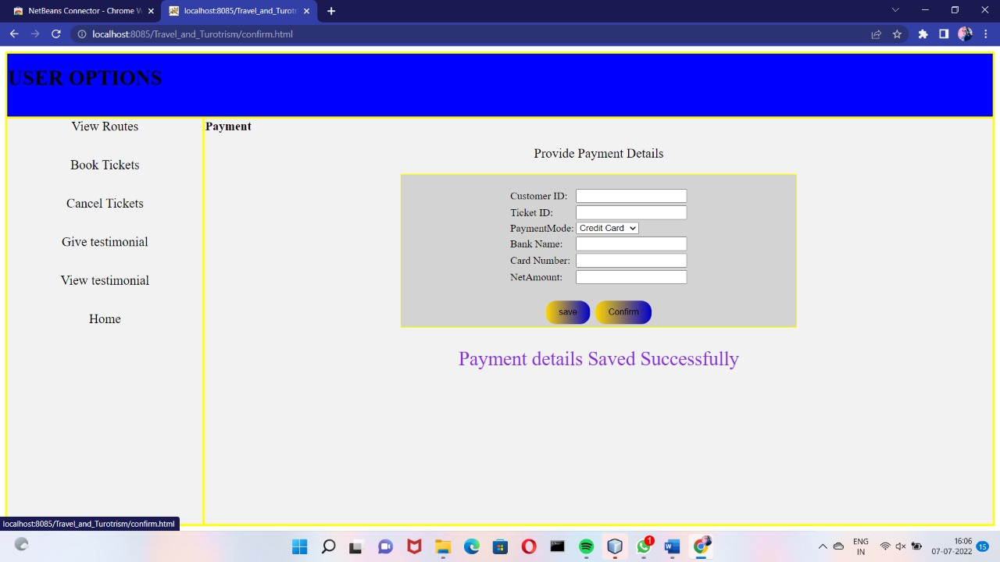 NetBeans Connector - Chrome W
localhost:8085/Travel_and_Turotr
localhost:8085/Travel_and_Turotrism/confirm.html
USER OPTIONS
View Routes
Book Tickets
Cancel Tickets
Give testimonial
View testimonial
Home
Payment
Provide Payment Details
Customer ID:
Ticket ID:
PaymentMode: Credit Card
Bank Name:
Card Number:
NetAmount:
save Confirm
Payment details Saved Successfully
localhost:8085/Travel_and_Turotrism/confirm.html
1
ENG
IN
16:06
07-07-2022
15